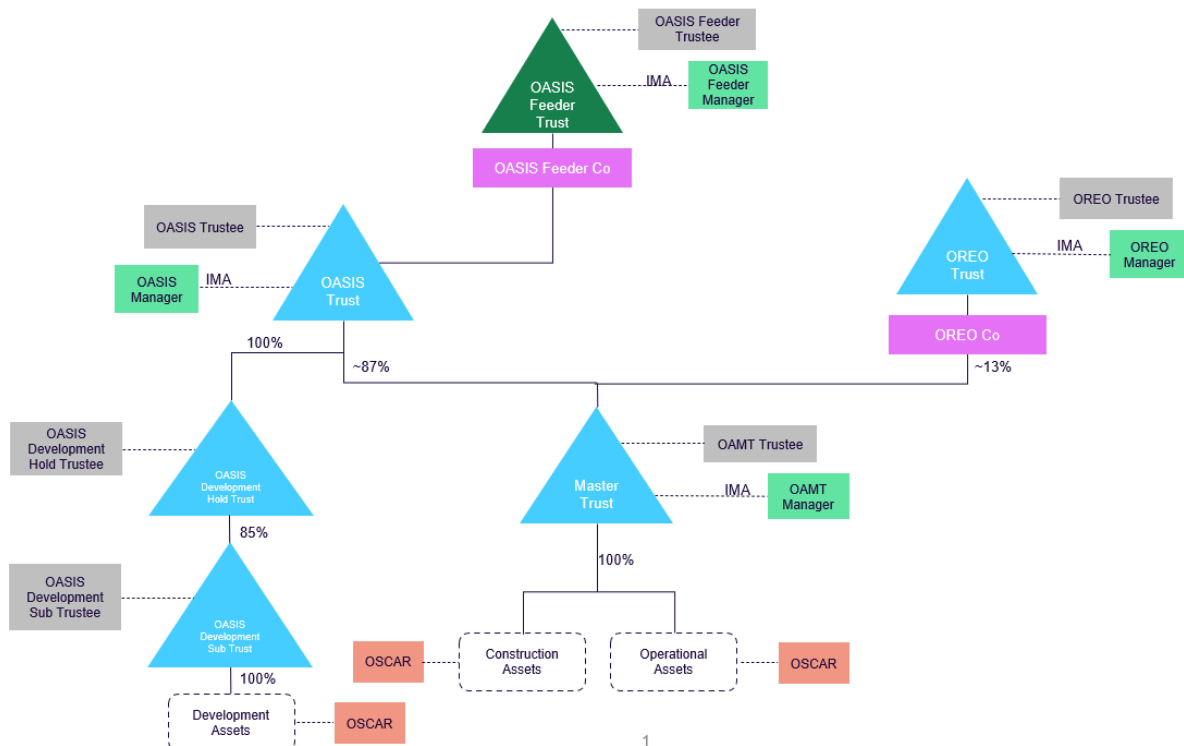 OASIS Feeder
Trustee
IMA
OASIS
Feeder
Manager
OASIS
Feeder
Trust
OASIS Feeder Co
OASIS Trustee
OASIS
Manager
IMA
OASIS
Trust
OREO Trustee
IMA
OREO
Manager
OREO
Trust
OREO Co
100%
~87%
~13%
OASIS
Development
Hold Trustee
OASIS
Development
Hold Trust
OAMT Trustee
Master
Trust
IMA
OAMT
Manager
85%
100%
OASIS
Development
Sub Trustee
OASIS
Development
Sub Trust
OSCAR
Construction
Assets
Operational
Assets
OSCAR
100%
Development
Assets
OSCAR
1